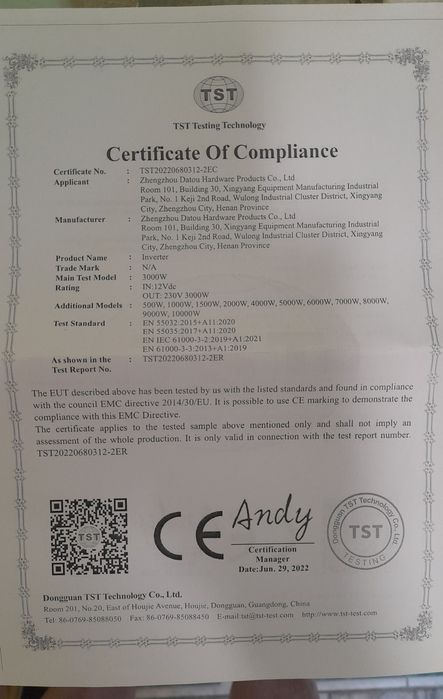 TST
TST Testing Technology
Certificate Of Compliance
Certificate No. : TST20220680312-2EC
Applicant : Zhengzhou Datou Hardware Products Co., Ltd
Room 101, Building 30, Xingyang Equipment Manufacturing Industrial
Park, No. 1 Keji 2nd Road, Wulong Industrial Cluster District, Xingyang
City, Zhengzhou City, Henan Province
Manufacturer : Zhengzhou Datou Hardware Products Co., Ltd
Room 101, Building 30, Xingyang Equipment Manufacturing Industrial
Park, No. 1 Keji 2nd Road, Wulong Industrial Cluster District, Xingyang
City, Zhengzhou City, Henan Province
Product Name : Inverter
Trade Mark : N/A
Main Test Model : 3000W
Rating : IN:12Vdc
OUT: 230V 3000W
Additional Models : 500W, 1000W, 1500W, 2000W, 4000W, 5000W, 6000W, 7000W, 8000W,
9000W, 10000W
Test Standard : EN 55032:2015+A11:2020
EN 55035:2017+A11:2020
EN IEC 61000-3-2:2019+A1:2021
EN 61000-3-3:2013+A1:2019
As shown in the : TST20220680312-2ER
Test Report No.
The EUT described above has been tested by us with the listed standards and found in compliance
with the council EMC directive 2014/30/EU. It is possible to use CE marking to demonstrate the
compliance with this EMC Directive.
The certificate applies to the tested sample above mentioned only and shall not imply an
assessment of the whole production. It is only valid in connection with the test report number.
TST20220680312-2ER
TST
CE
Andy
Certification
Manager
Date:Jun. 29, 2022
Dongguan TST Technology Co., Ltd.
TST
TESTING
Dongguan TST Technology Co., Ltd.
Room 201, No.20, East of Houjie Avenue, Houjie, Dongguan, Guangdong, China
Tel: 86-0769-85088050 Fax: 86-0769-85088450 E-mail:tst@tst-test.com http://www.tst-test.com